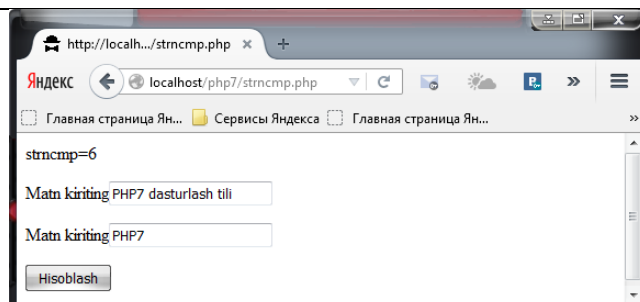 http://localh.../strncmp.php
Яндекс localhost/php7/strncmp.php
Главная страница Ян... Сервисы Яндекса Главная страница Ян...
strncmp=6
Matn kiriting PHP7 dasturlash tili
Matn kiriting PHP7
Hisoblash